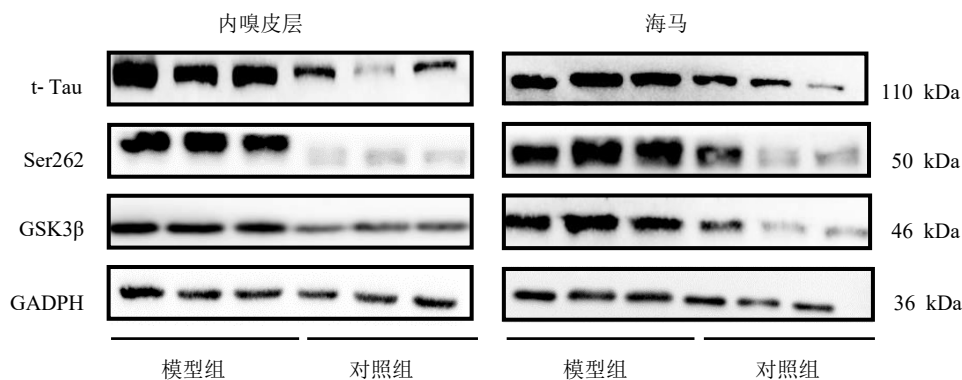 内嗅皮层 海马
t- Tau 110 kDa
Ser262 50 kDa
GSK3β 46 kDa
GADPH 36 kDa
模型组 对照组 模型组 对照组